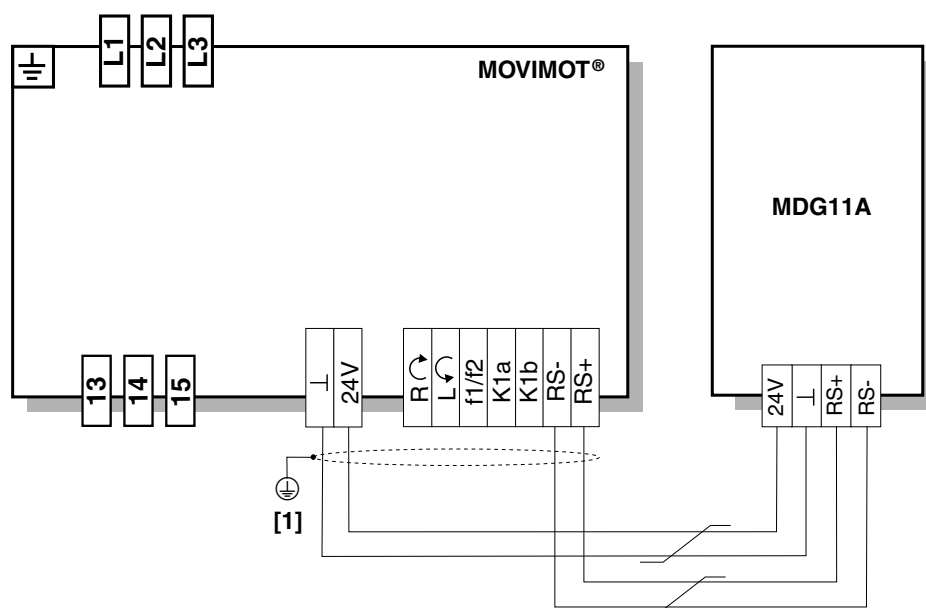 L1 L2 L3
MOVIMOT®
MDG11A
13 14 15
⊥ 24V
R L f1/f2 K1a K1b RS- RS+
24V ⊥ RS+ RS-
[1]